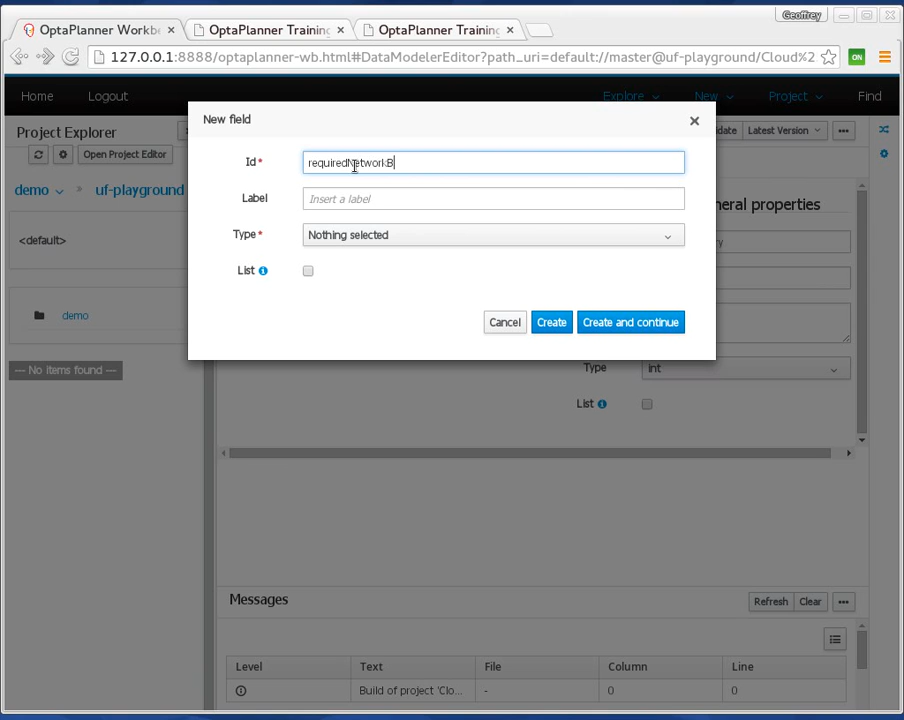 Geoffrey
OptaPlanner Workbe
OptaPlanner Training
OptaPlanner Training
127.0.0.1:8888/optaplanner-wb.html#DataModelerEditor?path_uri=default://master@uf-playground/Cloud%2
ON
Home Logout Explore New Project Find
Project Explorer
New field
Latest Version
Open Project Editor
Id*
requiredNetworkB
demo » uf-playground
Label
Insert a label
neral properties
<default>
Type*
Nothing selected
List
demo
Cancel
Create
Create and continue
--- No items found ---
Type
int
List
Messages
Refresh
Clear
Level Text File Column Line
Build of project 'Clo... - 0 0